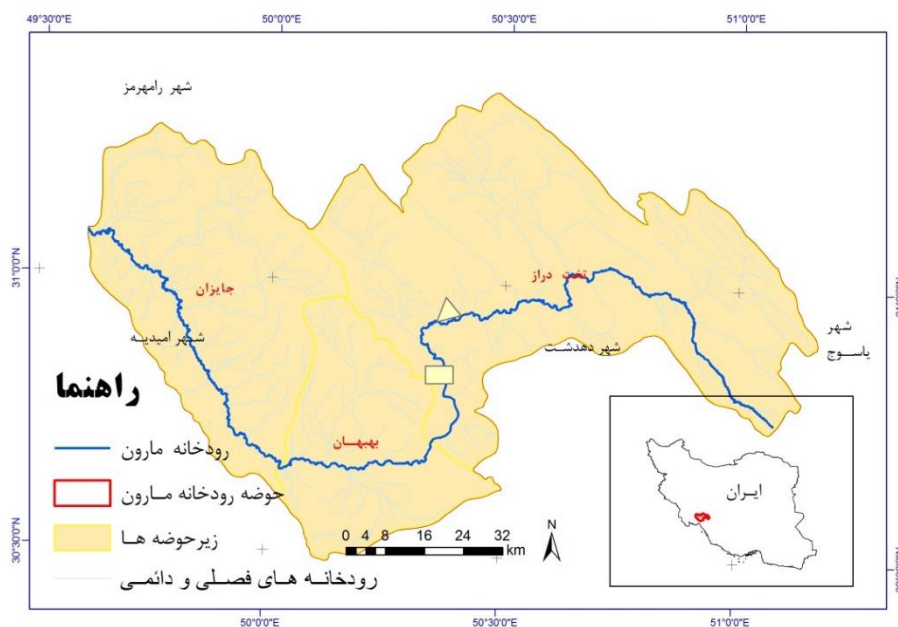 49°30'0"E 50°0'0"E 50°30'0"E 51°0'0"E
شهر رامهرمز
31°0'0"N
جایزان
تخت دراز
شهر امیدیه
شهر دهدشت
شهر
یاسوج
راهنما
رودخانه مارون
حوضه رودخانه مارون
زیرحوضه ها
رودخانه های فصلی و دائمی
بهبهان
0 4 8 16 24 32
km
N
ایران
30°30'0"N
50°0'0"E 50°30'0"E 51°0'0"E